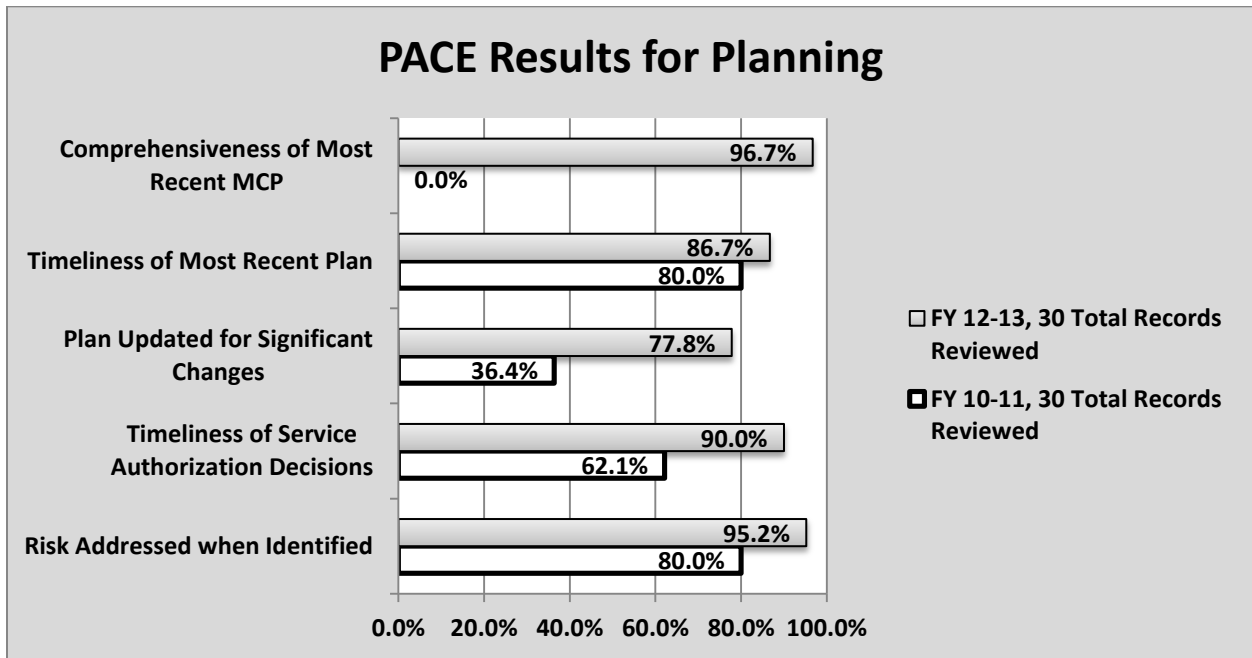 PACE Results for Planning
Comprehensiveness of Most
Recent MCP
96.7%
0.0%
Timeliness of Most Recent Plan
86.7%
80.0%
Plan Updated for Significant
Changes
77.8%
36.4%
Timeliness of Service
Authorization Decisions
90.0%
62.1%
Risk Addressed when Identified
95.2%
80.0%
0.0% 20.0% 40.0% 60.0% 80.0% 100.0%
FY 12-13, 30 Total Records
Reviewed
FY 10-11, 30 Total Records
Reviewed